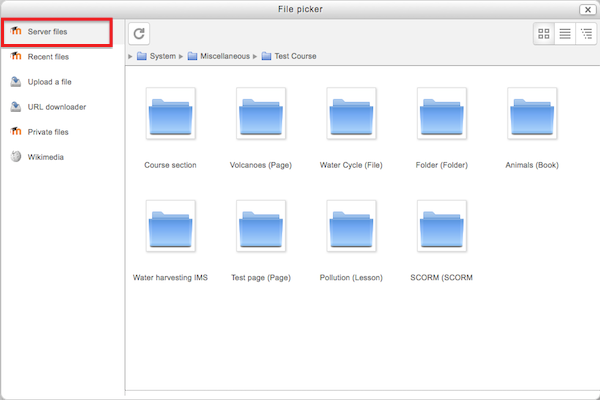 File picker
Server files
Recent files
Upload a file
URL downloader
Private files
Wikimedia
System Miscellaneous Test Course
Course section Volcanoes (Page) Water Cycle (File) Folder (Folder) Animals (Book)
Water harvesting IMS Test page (Page) Pollution (Lesson) SCORM (SCORM